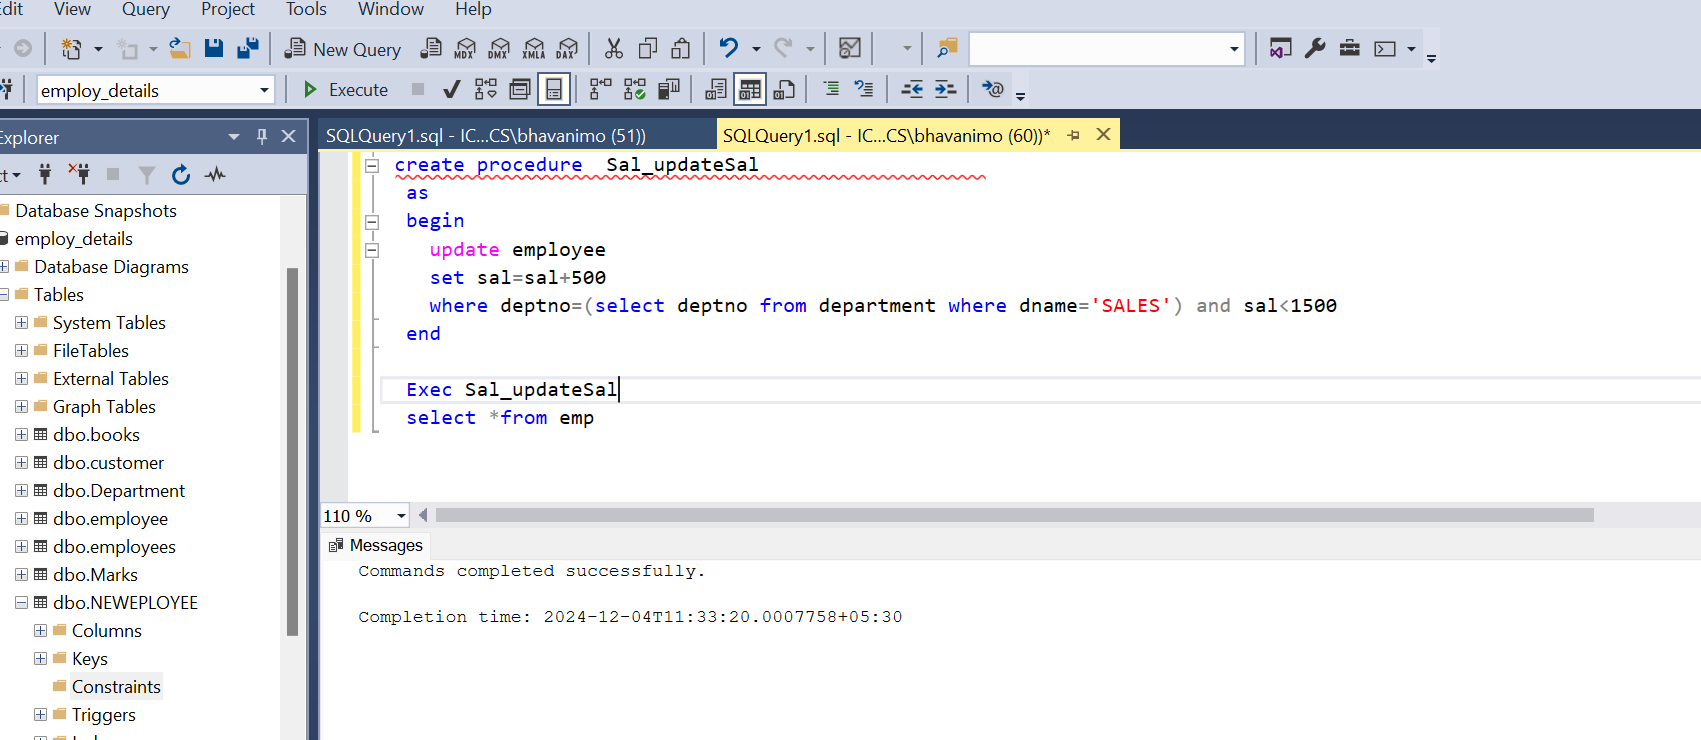 Edit View Query Project Tools Window Help
New Query MDX DMX XMLA DAX
employ_details Execute
Explorer
SQLQuery1.sql - IC...CS\bhavanimo (51))
SQLQuery1.sql - IC...CS\bhavanimo (60))*
ct
Database Snapshots
employ_details
Database Diagrams
Tables
System Tables
FileTables
External Tables
Graph Tables
dbo.books
dbo.customer
dbo.Department
dbo.employee
dbo.employees
dbo.Marks
dbo.NEWEPLOYEE
Columns
Keys
Constraints
Triggers
create procedure  Sal_updateSal
as
begin
update employee
set sal=sal+500
where deptno=(select deptno from department where dname='SALES') and sal<1500
end
Exec Sal_updateSal
select *from emp
110 %
Messages
Commands completed successfully.
Completion time: 2024-12-04T11:33:20.0007758+05:30